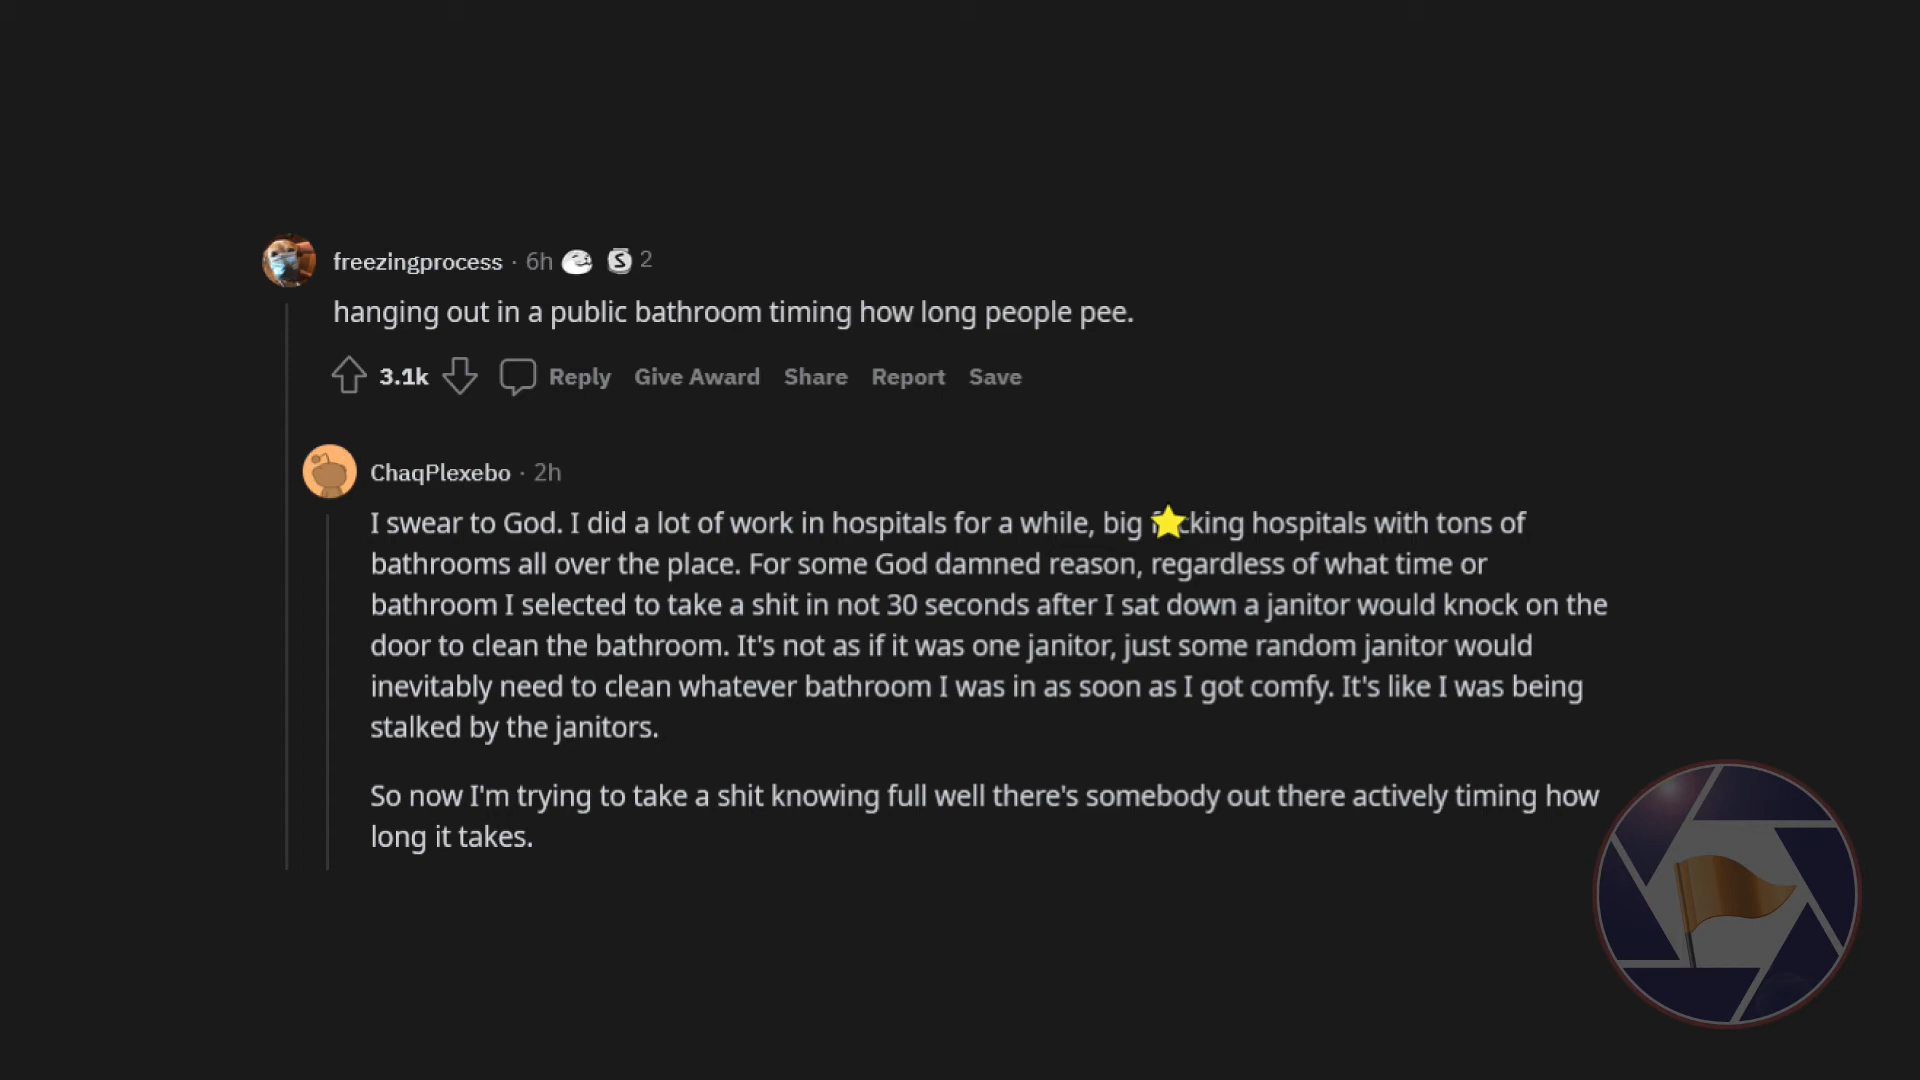 freezingprocess · 6h 2
hanging out in a public bathroom timing how long people pee.
3.1k Reply Give Award Share Report Save
ChaqPlexebo · 2h
I swear to God. I did a lot of work in hospitals for a while, big f⭐cking hospitals with tons of
bathrooms all over the place. For some God damned reason, regardless of what time or
bathroom I selected to take a shit in not 30 seconds after I sat down a janitor would knock on the
door to clean the bathroom. It's not as if it was one janitor, just some random janitor would
inevitably need to clean whatever bathroom I was in as soon as I got comfy. It's like I was being
stalked by the janitors.
So now I'm trying to take a shit knowing full well there's somebody out there actively timing how
long it takes.